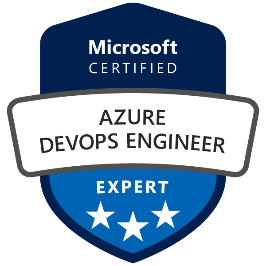 Microsoft
CERTIFIED
AZURE
DEVOPS ENGINEER
EXPERT